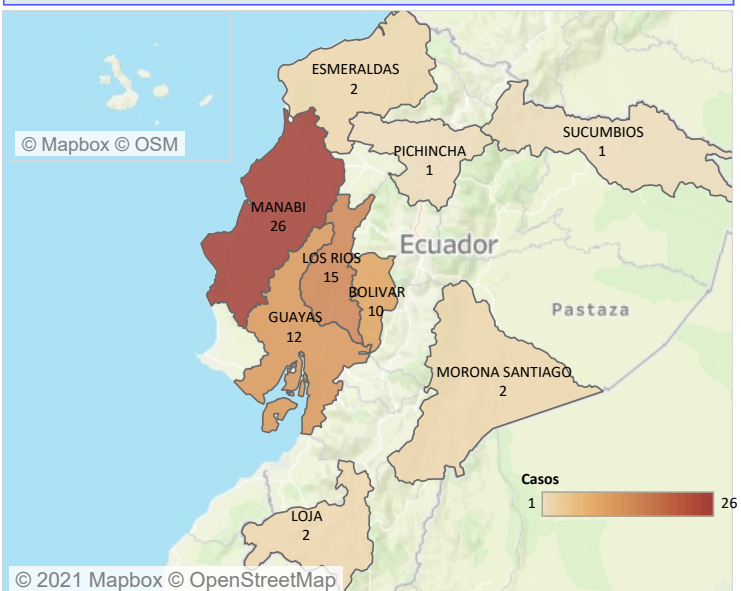 ESMERALDAS
2
© Mapbox © OSM
SUCUMBIOS
1
PICHINCHA
1
MANABI
26
Ecuador
LOS RIOS
15
BOLIVAR
10
Pastaza
GUAYAS
12
MORONA SANTIAGO
2
Casos
1
26
LOJA
2
© 2021 Mapbox © OpenStreetMap